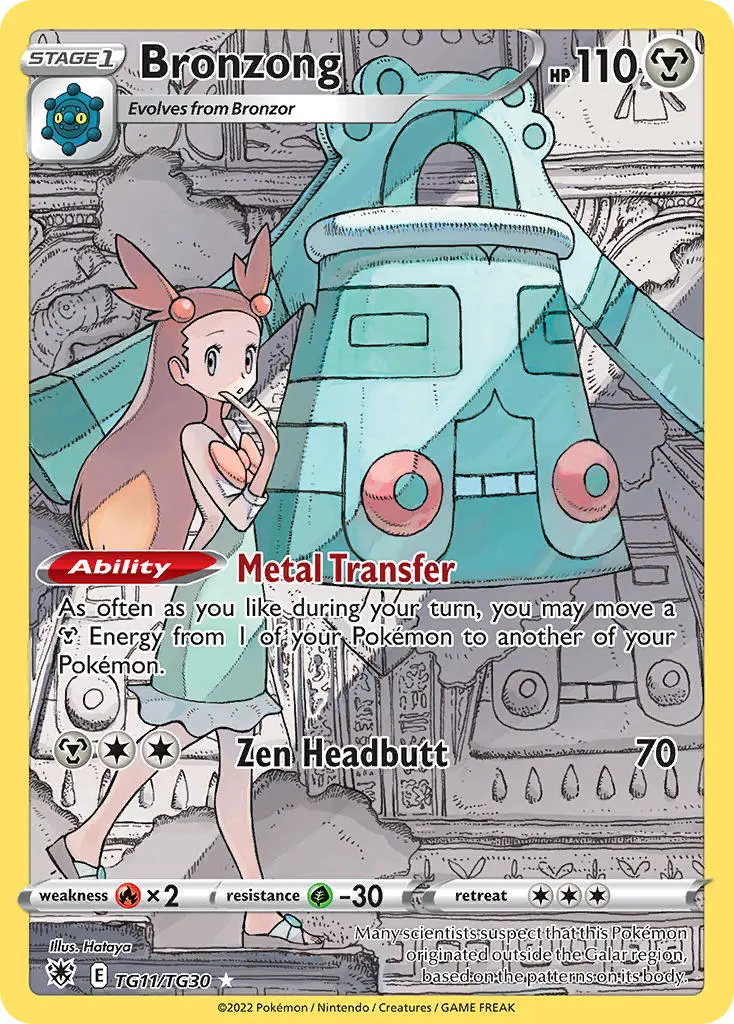 STAGE1
Bronzong
HP 110
Evolves from Bronzor
Ability
Metal Transfer
As often as you like during your turn, you may move a
Energy from 1 of your Pokémon to another of your
Pokémon.
Zen Headbutt 70
weakness ×2 resistance -30 retreat
Illus. Hataya
Many scientists suspect that this Pokémon
originated outside the Galar region,
based on the patterns on its body.
E TG11/TG30
©2022 Pokémon / Nintendo / Creatures / GAME FREAK